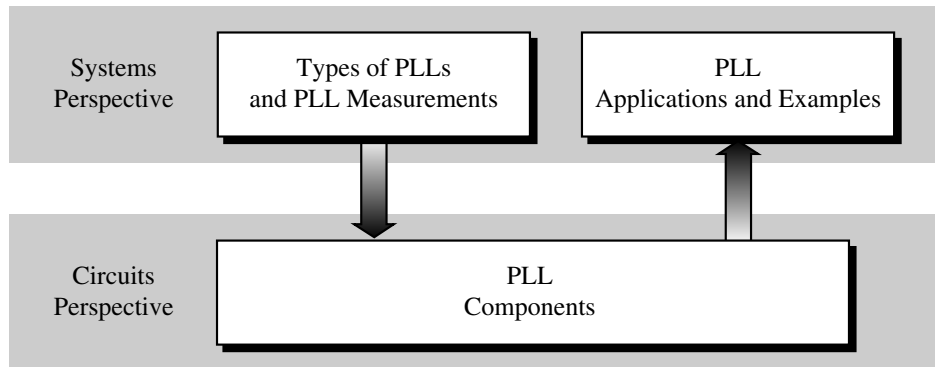 Systems
Perspective
Types of PLLs
and PLL Measurements
PLL
Applications and Examples
Circuits
Perspective
PLL
Components